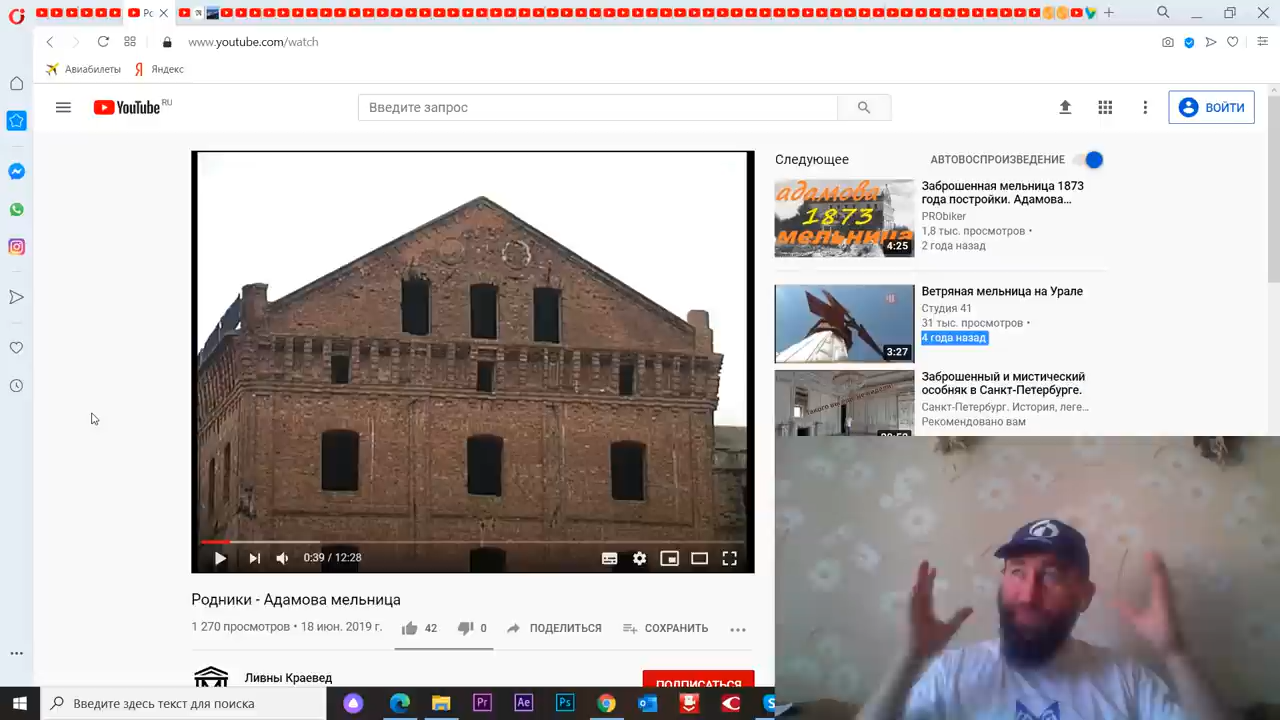 Рс
www.youtube.com/watch
Авиабилеты
Яндекс
YouTube RU
Введите запрос
ВОЙТИ
Следующее
АВТОВОСПРОИЗВЕДЕНИЕ
адамова
1873
мельница
4:25
Заброшенная мельница 1873
года постройки. Адамова...
PRObiker
1,8 тыс. просмотров •
2 года назад
3:27
Ветряная мельница на Урале
Студия 41
31 тыс. просмотров •
4 года назад
Заброшенный и мистический
особняк в Санкт-Петербурге.
Санкт-Петербург. История, леге...
Рекомендовано вам
0:39 / 12:28
Родники - Адамова мельница
1 270 просмотров • 18 июн. 2019 г.
42
0
ПОДЕЛИТЬСЯ
СОХРАНИТЬ
Ливны Краевед
ПОДПИСАТЬСЯ
Введите здесь текст для поиска
Pr
Ae
Ps